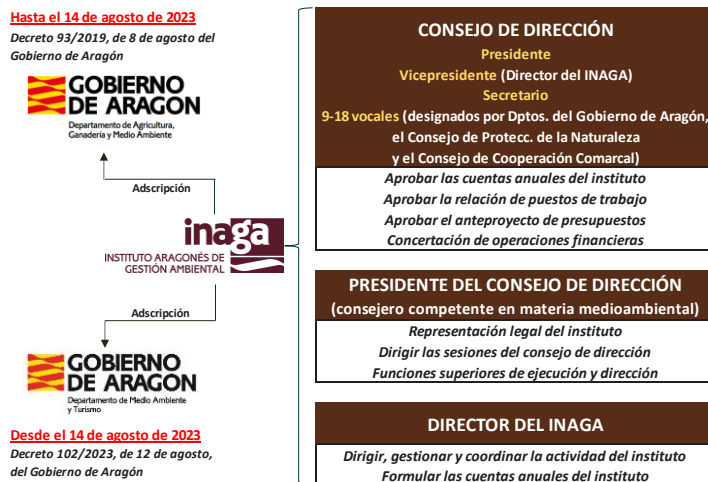 Hasta el 14 de agosto de 2023
Decreto 93/2019, de 8 de agosto del
Gobierno de Aragón
GOBIERNO
DE ARAGON
Departamento de Agricultura,
Ganadería y Medio Ambiente
Adscripción
inaga
INSTITUTO ARAGONÉS DE
GESTIÓN AMBIENTAL
Adscripción
GOBIERNO
DE ARAGON
Departamento de Medio Ambiente
y Turismo
Desde el 14 de agosto de 2023
Decreto 102/2023, de 12 de agosto,
del Gobierno de Aragón
CONSEJO DE DIRECCIÓN
Presidente
Vicepresidente (Director del INAGA)
Secretario
9-18 vocales (designados por Dptos. del Gobierno de Aragón,
el Consejo de Protecc. de la Naturaleza
y el Consejo de Cooperación Comarcal)
Aprobar las cuentas anuales del instituto
Aprobar la relación de puestos de trabajo
Aprobar el anteproyecto de presupuestos
Concertación de operaciones financieras
PRESIDENTE DEL CONSEJO DE DIRECCIÓN
(consejero competente en materia medioambiental)
Representación legal del instituto
Dirigir las sesiones del consejo de dirección
Funciones superiores de ejecución y dirección
DIRECTOR DEL INAGA
Dirigir, gestionar y coordinar la actividad del instituto
Formular las cuentas anuales del instituto